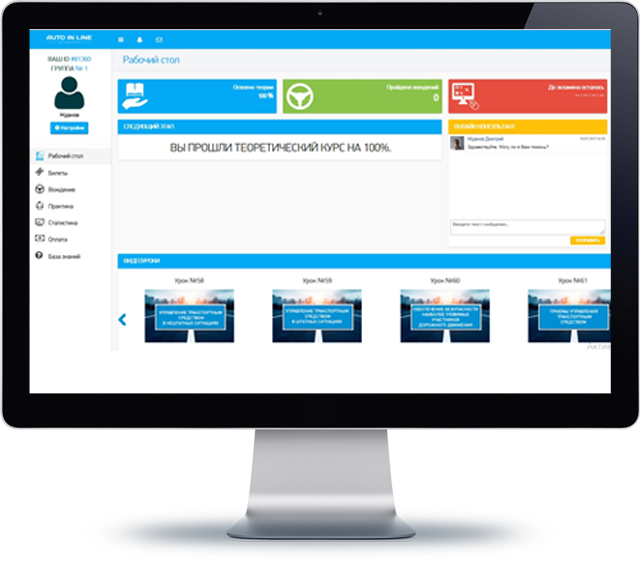 AUTO IN LINE
ВАШ ID #81360
ГРУППА № 1
Жданов
Настройки
Рабочий стол
Билеты
Вождение
Практика
Статистика
Оплата
База знаний
Рабочий стол
Освоено теории
100 %
Пройдено вождений
0
До экзамена осталось
СЛЕДУЮЩИЙ ЭТАП
ВЫ ПРОШЛИ ТЕОРЕТИЧЕСКИЙ КУРС НА 100%.
ОНЛАЙН КОНСУЛЬТАНТ
Жданов Дмитрий
Здравствуйте. Могу ли я Вам помочь?
Введите текст сообщения...
ОТПРАВИТЬ
ВИДЕОУРОКИ
Урок №58
УПРАВЛЕНИЕ ТРАНСПОРТНЫМ
СРЕДСТВОМ
В НЕШТАТНЫХ СИТУАЦИЯХ
Урок №59
УПРАВЛЕНИЕ ТРАНСПОРТНЫМ
СРЕДСТВОМ
В ШТАТНЫХ СИТУАЦИЯХ
Урок №60
ОБЕСПЕЧЕНИЕ БЕЗОПАСНОСТИ
НАИБОЛЕЕ УЯЗВИМЫХ
УЧАСТНИКОВ
ДОРОЖНОГО ДВИЖЕНИЯ
Урок №61
ПРИЕМЫ УПРАВЛЕНИЯ
ТРАНСПОРТНЫМ
СРЕДСТВОМ